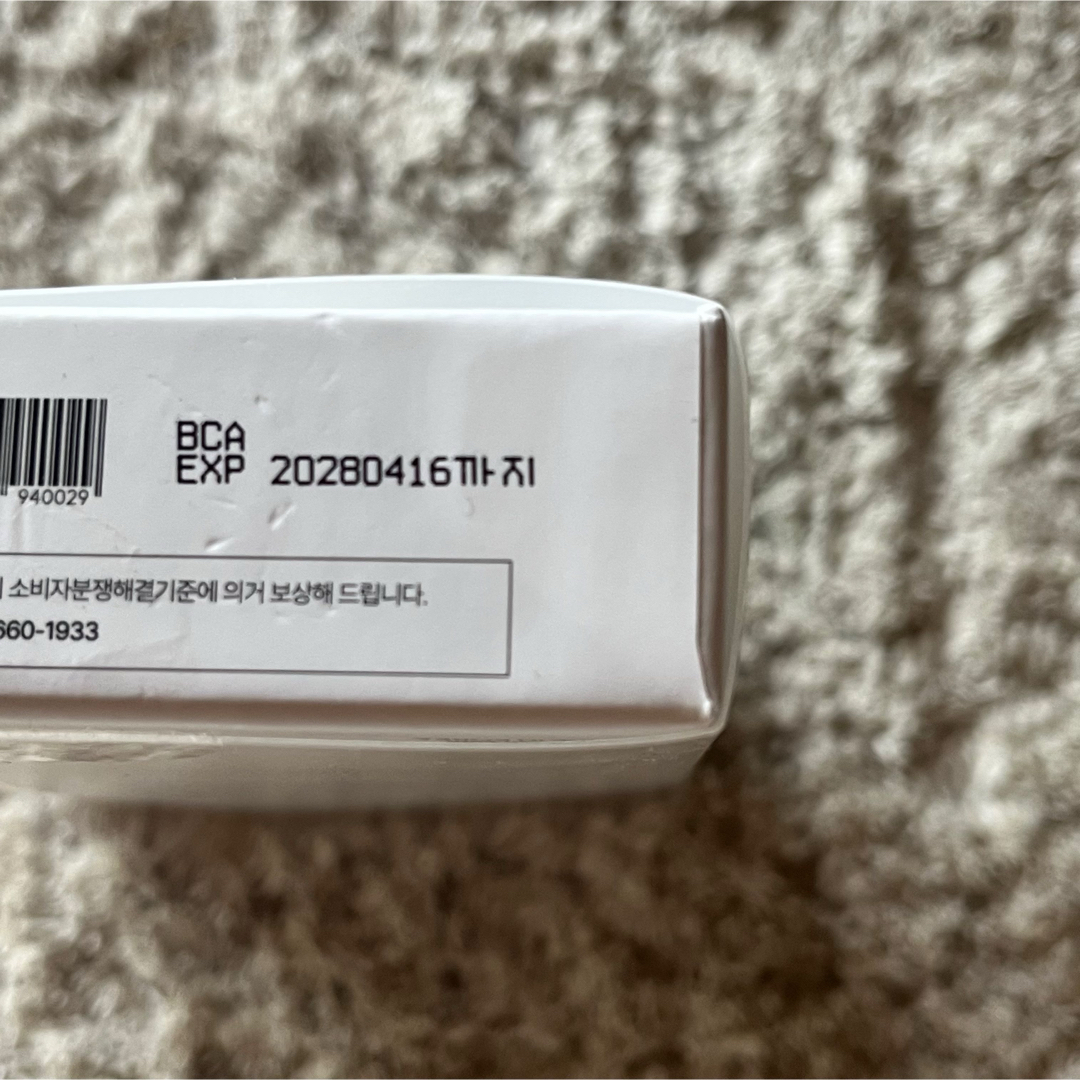 BCA
EXP 20280416까지
940029
소비자분쟁해결기준에 의거 보상해 드립니다.
660-1933